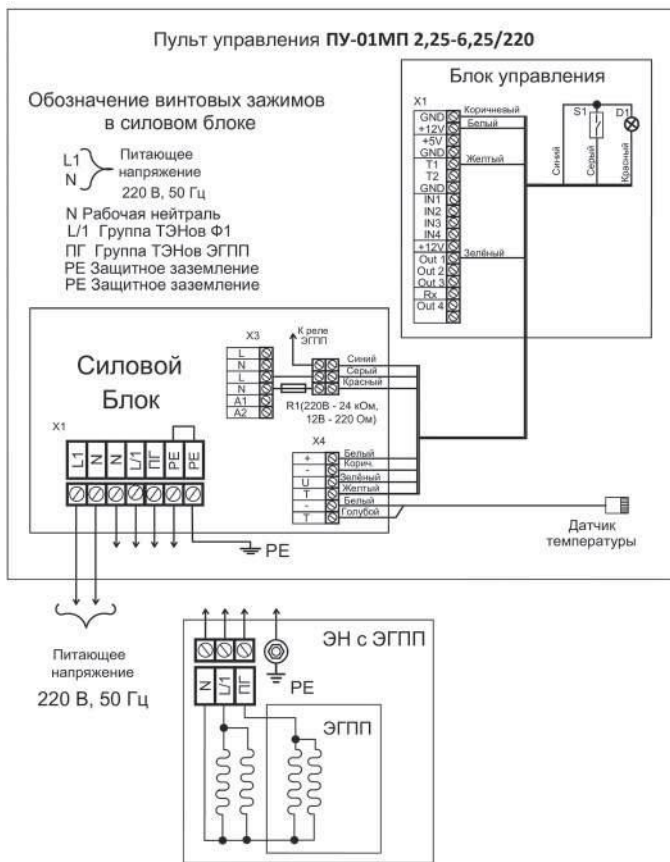 Пульт управления ПУ-01МП 2,25-6,25/220
Обозначение винтовых зажимов
в силовом блоке
L1
N
Питающее
напряжение
220 В, 50 Гц
N Рабочая нейтраль
L/1 Группа ТЭНов Ф1
ПГ Группа ТЭНов ЭГПП
PE Защитное заземление
PE Защитное заземление
Блок управления
X1
GND
+12V
+5V
GND
T1
T2
GND
IN1
IN2
IN3
IN4
+12V
Out 1
Out 2
Out 3
Rx
Out 4
Коричневый
Белый
Желтый
Зелёный
S1
D1
Синий
Серый
Красный
Силовой
Блок
X3
L
N
L
N
A1
A2
К реле
ЭГПП
Синий
Серый
Красный
R1(220В - 24 кОм,
12В - 220 Ом)
X4
+
-
U
T
-
T
Белый
Корич.
Зелёный
Желтый
Белый
Голубой
Датчик
температуры
X1
L1
N
N
L/1
ПГ
PE
PE
PE
Питающее
напряжение
220 В, 50 Гц
ЭН с ЭГПП
N
L/1
ПГ
PE
ЭГПП